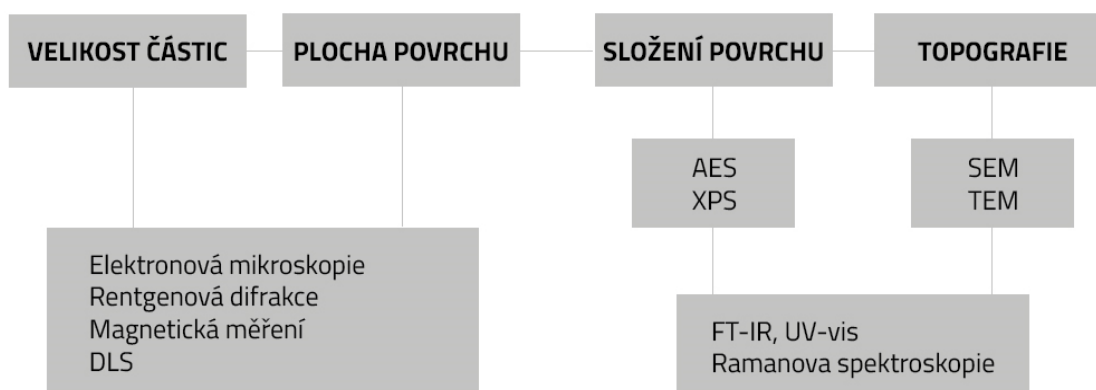 VELIKOST ČÁSTIC
PLOCHA POVRCHU
SLOŽENÍ POVRCHU
TOPOGRAFIE
AES
XPS
SEM
TEM
Elektronová mikroskopie
Rentgenová difrakce
Magnetická měření
DLS
FT-IR, UV-vis
Ramanova spektroskopie